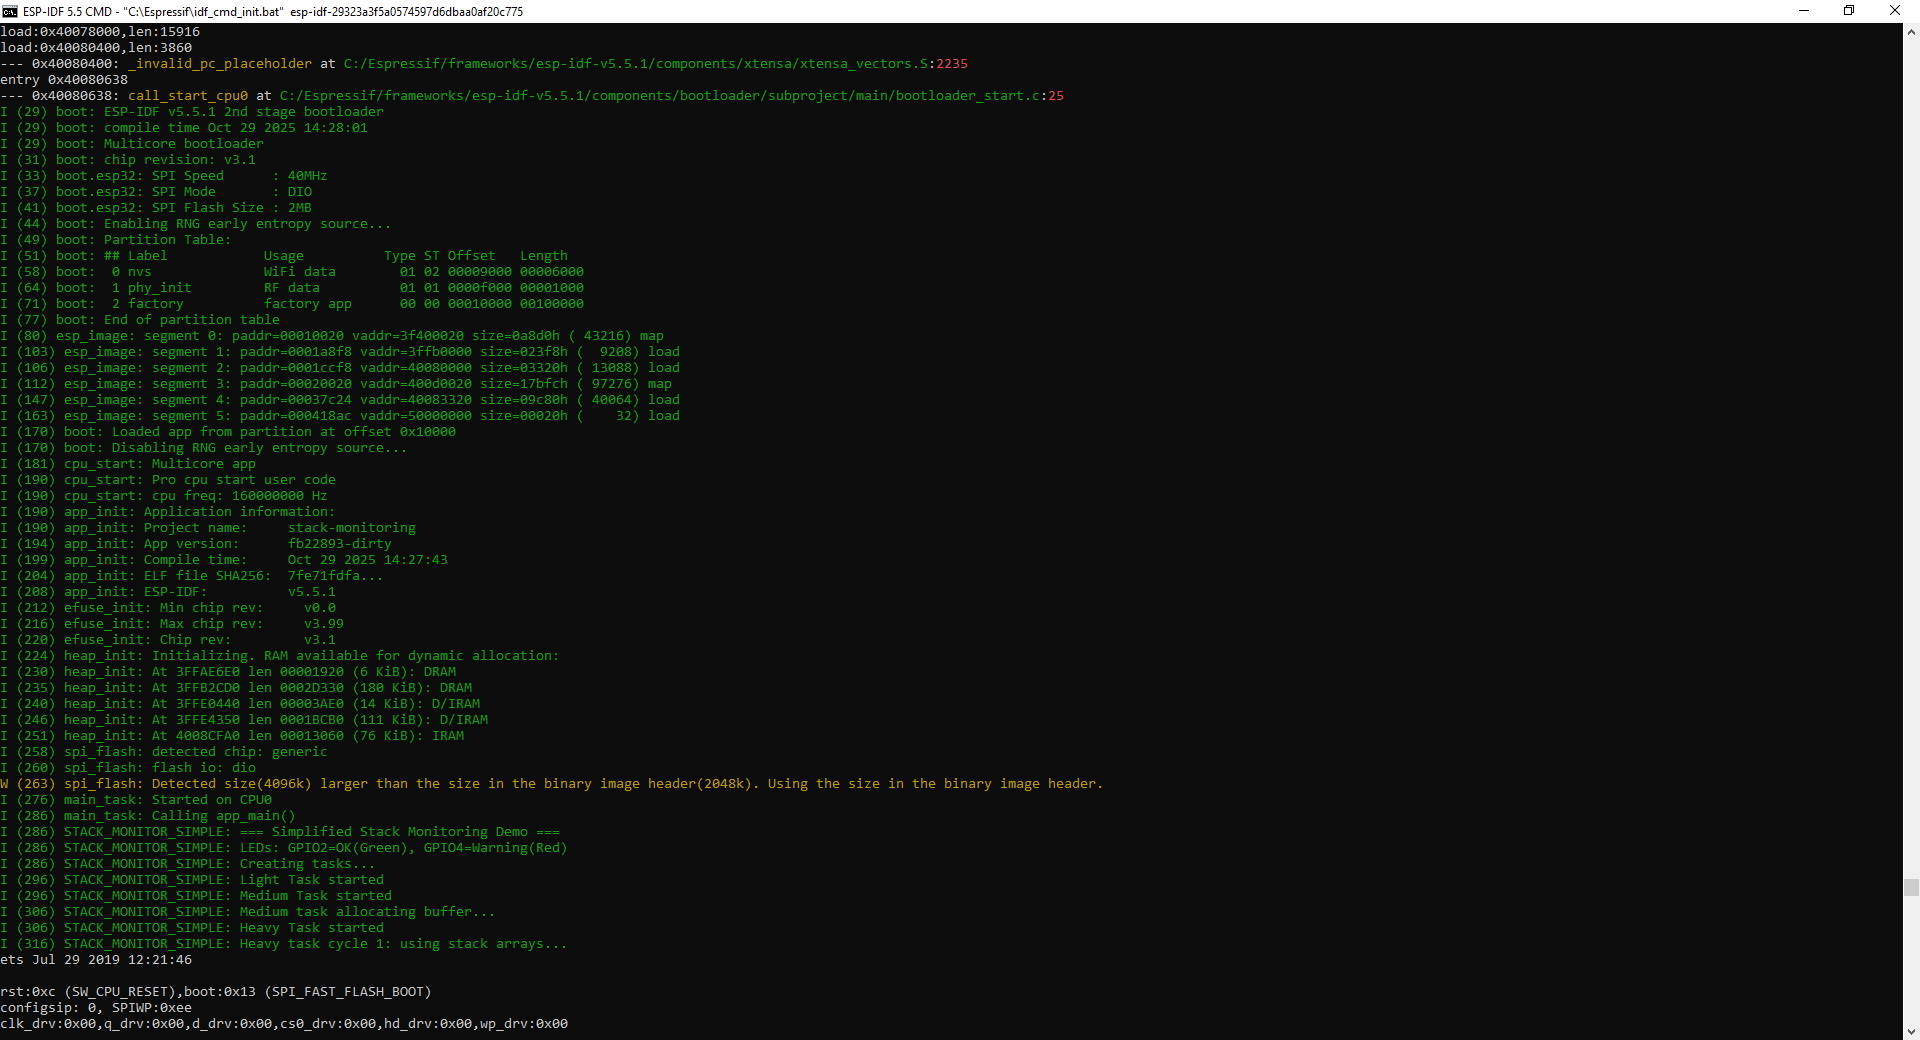 ESP-IDF 5.5 CMD - "C:\Espressif\idf_cmd_init.bat"  esp-idf-29323a3f5a0574597d6dbaa0af20c775
load:0x40078000,len:15916
load:0x40080400,len:3860
--- 0x40080400: _invalid_pc_placeholder at C:/Espressif/frameworks/esp-idf-v5.5.1/components/xtensa/xtensa_vectors.S:2235
entry 0x40080638
--- 0x40080638: call_start_cpu0 at C:/Espressif/frameworks/esp-idf-v5.5.1/components/bootloader/subproject/main/bootloader_start.c:25
I (29) boot: ESP-IDF v5.5.1 2nd stage bootloader
I (29) boot: compile time Oct 29 2025 14:28:01
I (29) boot: Multicore bootloader
I (31) boot: chip revision: v3.1
I (33) boot.esp32: SPI Speed      : 40MHz
I (37) boot.esp32: SPI Mode       : DIO
I (41) boot.esp32: SPI Flash Size : 2MB
I (44) boot: Enabling RNG early entropy source...
I (49) boot: Partition Table:
I (51) boot: ## Label            Usage          Type ST Offset   Length
I (58) boot:  0 nvs              WiFi data        01 02 00009000 00006000
I (64) boot:  1 phy_init         RF data          01 01 0000f000 00001000
I (71) boot:  2 factory          factory app      00 00 00010000 00100000
I (77) boot: End of partition table
I (80) esp_image: segment 0: paddr=00010020 vaddr=3f400020 size=0a8d0h ( 43216) map
I (103) esp_image: segment 1: paddr=0001a8f8 vaddr=3ffb0000 size=023f8h (  9208) load
I (106) esp_image: segment 2: paddr=0001ccf8 vaddr=40080000 size=03320h ( 13088) load
I (112) esp_image: segment 3: paddr=00020020 vaddr=400d0020 size=17bfch ( 97276) map
I (147) esp_image: segment 4: paddr=00037c24 vaddr=40083320 size=09c80h ( 40064) load
I (163) esp_image: segment 5: paddr=000418ac vaddr=50000000 size=00020h (    32) load
I (170) boot: Loaded app from partition at offset 0x10000
I (170) boot: Disabling RNG early entropy source...
I (181) cpu_start: Multicore app
I (190) cpu_start: Pro cpu start user code
I (190) cpu_start: cpu freq: 160000000 Hz
I (190) app_init: Application information:
I (190) app_init: Project name:     stack-monitoring
I (194) app_init: App version:      fb22893-dirty
I (199) app_init: Compile time:     Oct 29 2025 14:27:43
I (204) app_init: ELF file SHA256:  7fe71fdfa...
I (208) app_init: ESP-IDF:          v5.5.1
I (212) efuse_init: Min chip rev:     v0.0
I (216) efuse_init: Max chip rev:     v3.99
I (220) efuse_init: Chip rev:         v3.1
I (224) heap_init: Initializing. RAM available for dynamic allocation:
I (230) heap_init: At 3FFAE6E0 len 00001920 (6 KiB): DRAM
I (235) heap_init: At 3FFB2CD0 len 0002D330 (180 KiB): DRAM
I (240) heap_init: At 3FFE0440 len 00003AE0 (14 KiB): D/IRAM
I (246) heap_init: At 3FFE4350 len 0001BCB0 (111 KiB): D/IRAM
I (251) heap_init: At 4008CFA0 len 00013060 (76 KiB): IRAM
I (258) spi_flash: detected chip: generic
I (260) spi_flash: flash io: dio
W (263) spi_flash: Detected size(4096k) larger than the size in the binary image header(2048k). Using the size in the binary image header.
I (276) main_task: Started on CPU0
I (286) main_task: Calling app_main()
I (286) STACK_MONITOR_SIMPLE: === Simplified Stack Monitoring Demo ===
I (286) STACK_MONITOR_SIMPLE: LEDs: GPIO2=OK(Green), GPIO4=Warning(Red)
I (286) STACK_MONITOR_SIMPLE: Creating tasks...
I (296) STACK_MONITOR_SIMPLE: Light Task started
I (296) STACK_MONITOR_SIMPLE: Medium Task started
I (306) STACK_MONITOR_SIMPLE: Medium task allocating buffer...
I (306) STACK_MONITOR_SIMPLE: Heavy Task started
I (316) STACK_MONITOR_SIMPLE: Heavy task cycle 1: using stack arrays...
ets Jul 29 2019 12:21:46
rst:0xc (SW_CPU_RESET),boot:0x13 (SPI_FAST_FLASH_BOOT)
configsip: 0, SPIWP:0xee
clk_drv:0x00,q_drv:0x00,d_drv:0x00,cs0_drv:0x00,hd_drv:0x00,wp_drv:0x00